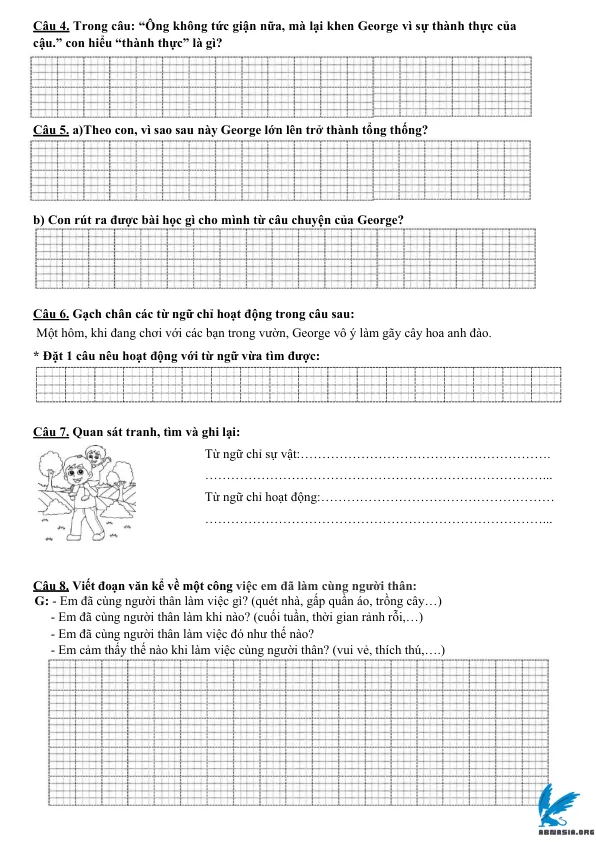 Câu 4. Trong câu: “Ông không tức giận nữa, mà lại khen George vì sự thành thực của
cậu.” con hiểu “thành thực” là gì?
Câu 5. a)Theo con, vì sao sau này George lớn lên trở thành tổng thống?
b) Con rút ra được bài học gì cho mình từ câu chuyện của George?
Câu 6. Gạch chân các từ ngữ chỉ hoạt động trong câu sau:
Một hôm, khi đang chơi với các bạn trong vườn, George vô ý làm gãy cây hoa anh đào.
* Đặt 1 câu nêu hoạt động với từ ngữ vừa tìm được:
Câu 7. Quan sát tranh, tìm và ghi lại:
Từ ngữ chỉ sự vật:…………………………………………………
…………………………………………………………………...
Từ ngữ chỉ hoạt động:………………………………………………
…………………………………………………………………...
Câu 8. Viết đoạn văn kể về một công việc em đã làm cùng người thân:
G: - Em đã cùng người thân làm việc gì? (quét nhà, gấp quần áo, trồng cây…)
- Em đã cùng người thân làm khi nào? (cuối tuần, thời gian rảnh rỗi,…)
- Em đã cùng người thân làm việc đó như thế nào?
- Em cảm thấy thế nào khi làm việc cùng người thân? (vui vẻ, thích thú,….)
ABNASIA.ORG